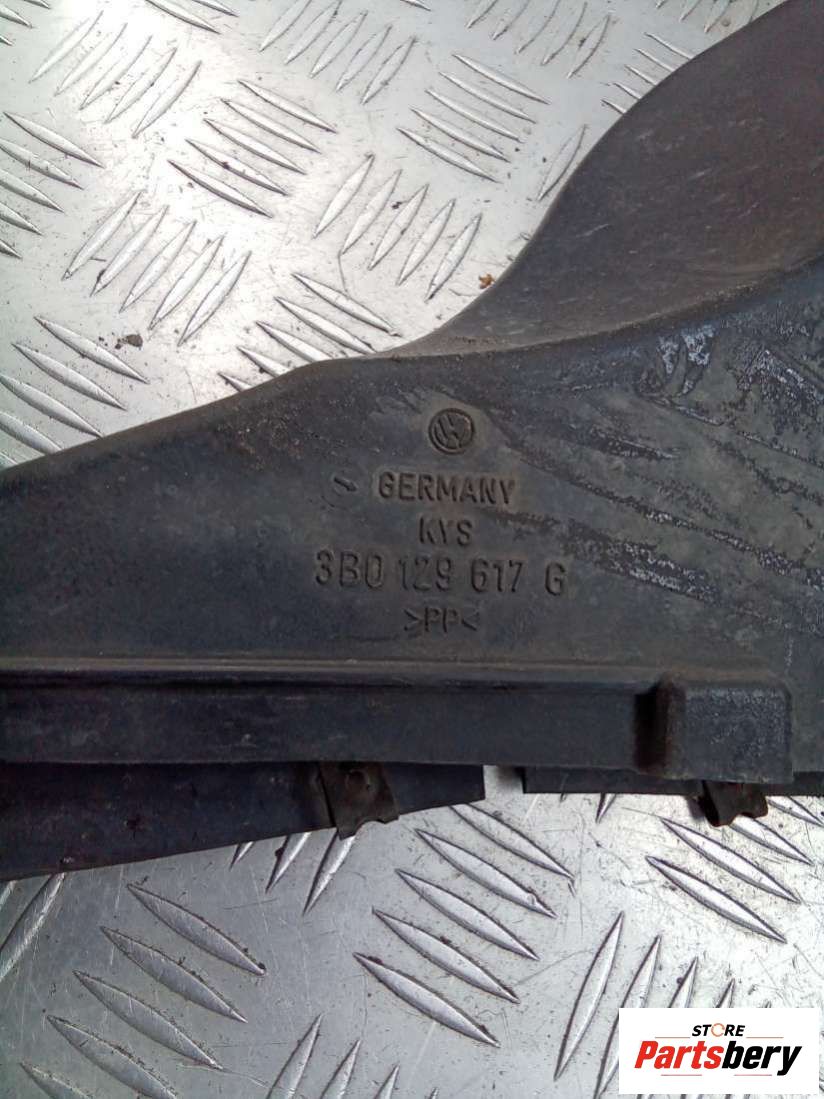 GERMANY
KYS
3B0 129 617 G
>PP<
STORE
Partsbery